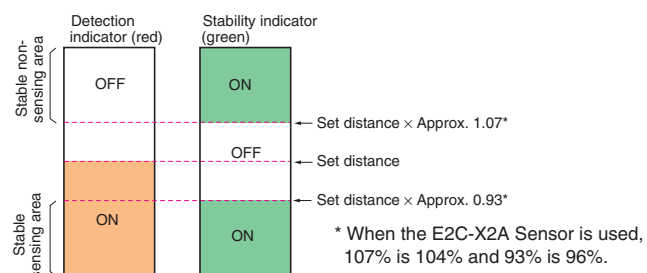 Detection
indicator (red)
Stability indicator
(green)
Stable non-
sensing area
OFF
ON
Set distance × Approx. 1.07*
OFF
Set distance
Set distance × Approx. 0.93*
Stable
sensing area
ON
ON
* When the E2C-X2A Sensor is used,
107% is 104% and 93% is 96%.